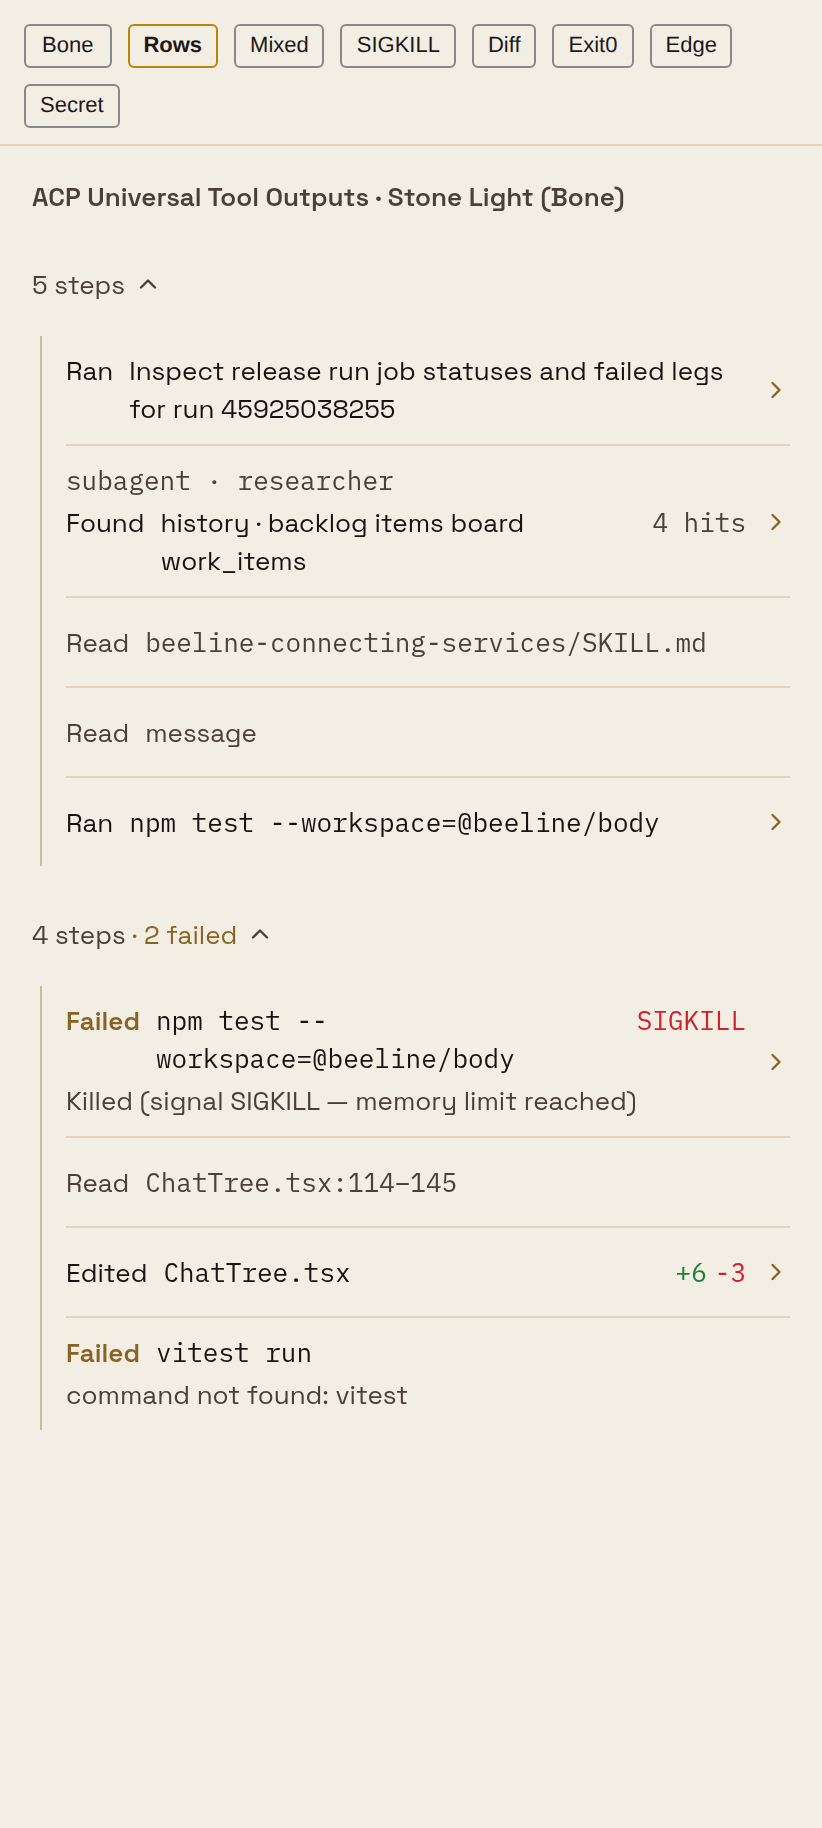 Bone Rows Mixed SIGKILL Diff Exit0 Edge
Secret
ACP Universal Tool Outputs · Stone Light (Bone)
5 steps
Ran Inspect release run job statuses and failed legs
for run 45925038255
subagent · researcher
Found history · backlog items board 4 hits
work_items
Read beeline-connecting-services/SKILL.md
Read message
Ran npm test --workspace=@beeline/body
4 steps · 2 failed
Failed npm test -- SIGKILL
workspace=@beeline/body
Killed (signal SIGKILL — memory limit reached)
Read ChatTree.tsx:114–145
Edited ChatTree.tsx +6 -3
Failed vitest run
command not found: vitest